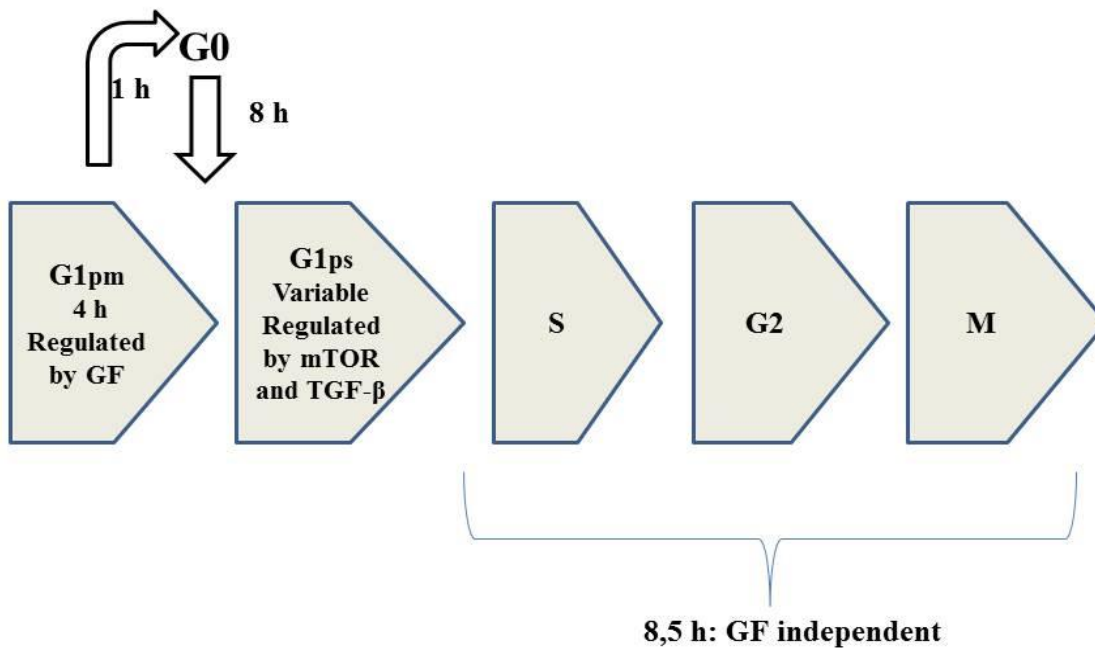 G0
1 h
8 h
G1pm
4 h
Regulated
by GF
G1ps
Variable
Regulated
by mTOR
and TGF-β
S
G2
M
8,5 h: GF independent